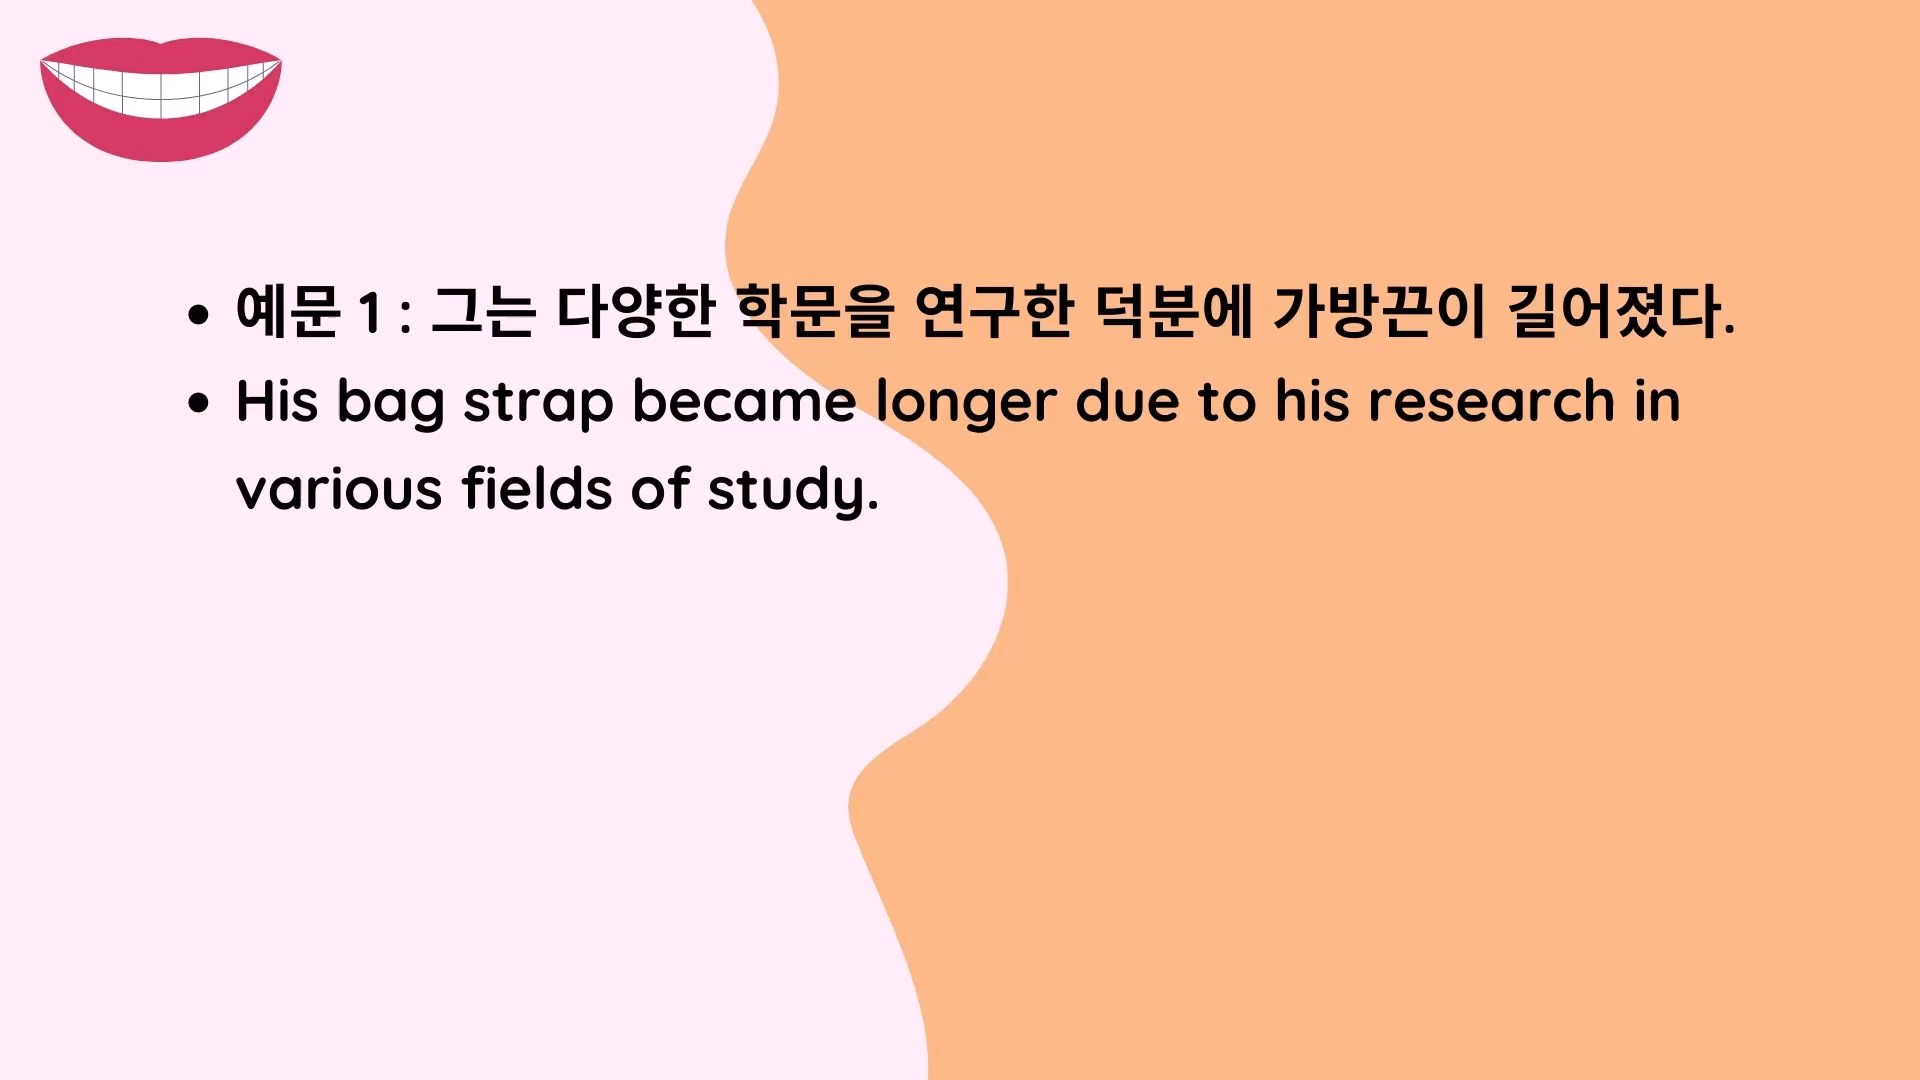 • 예문 1 : 그는 다양한 학문을 연구한 덕분에 가방끈이 길어졌다.
• His bag strap became longer due to his research in
various fields of study.